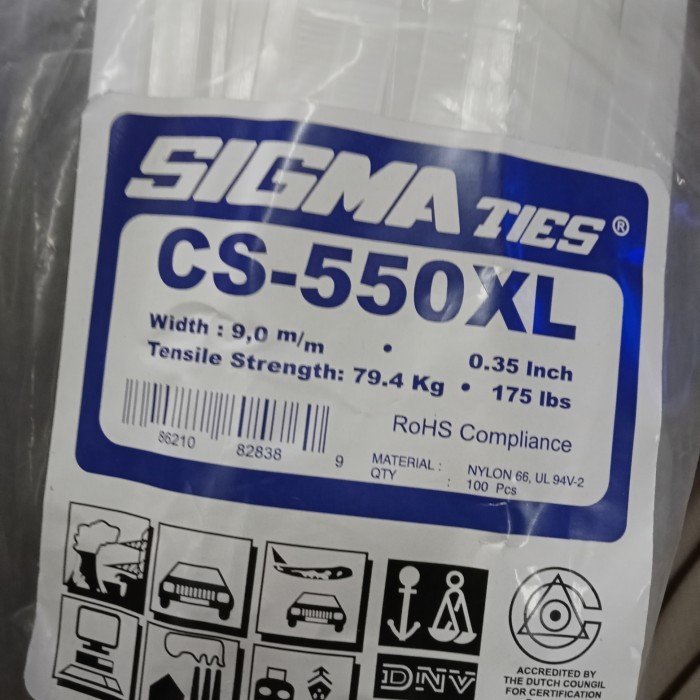 SIGMA TIES®
CS-550XL
Width : 9,0 m/m • 0.35 Inch
Tensile Strength: 79.4 Kg • 175 lbs
RoHS Compliance
86210 82838 9
MATERIAL : NYLON 66, UL 94V-2
QTY : 100 Pcs
DNV
ACCREDITED BY
THE DUTCH COUNCIL
FOR CERTIFICATION